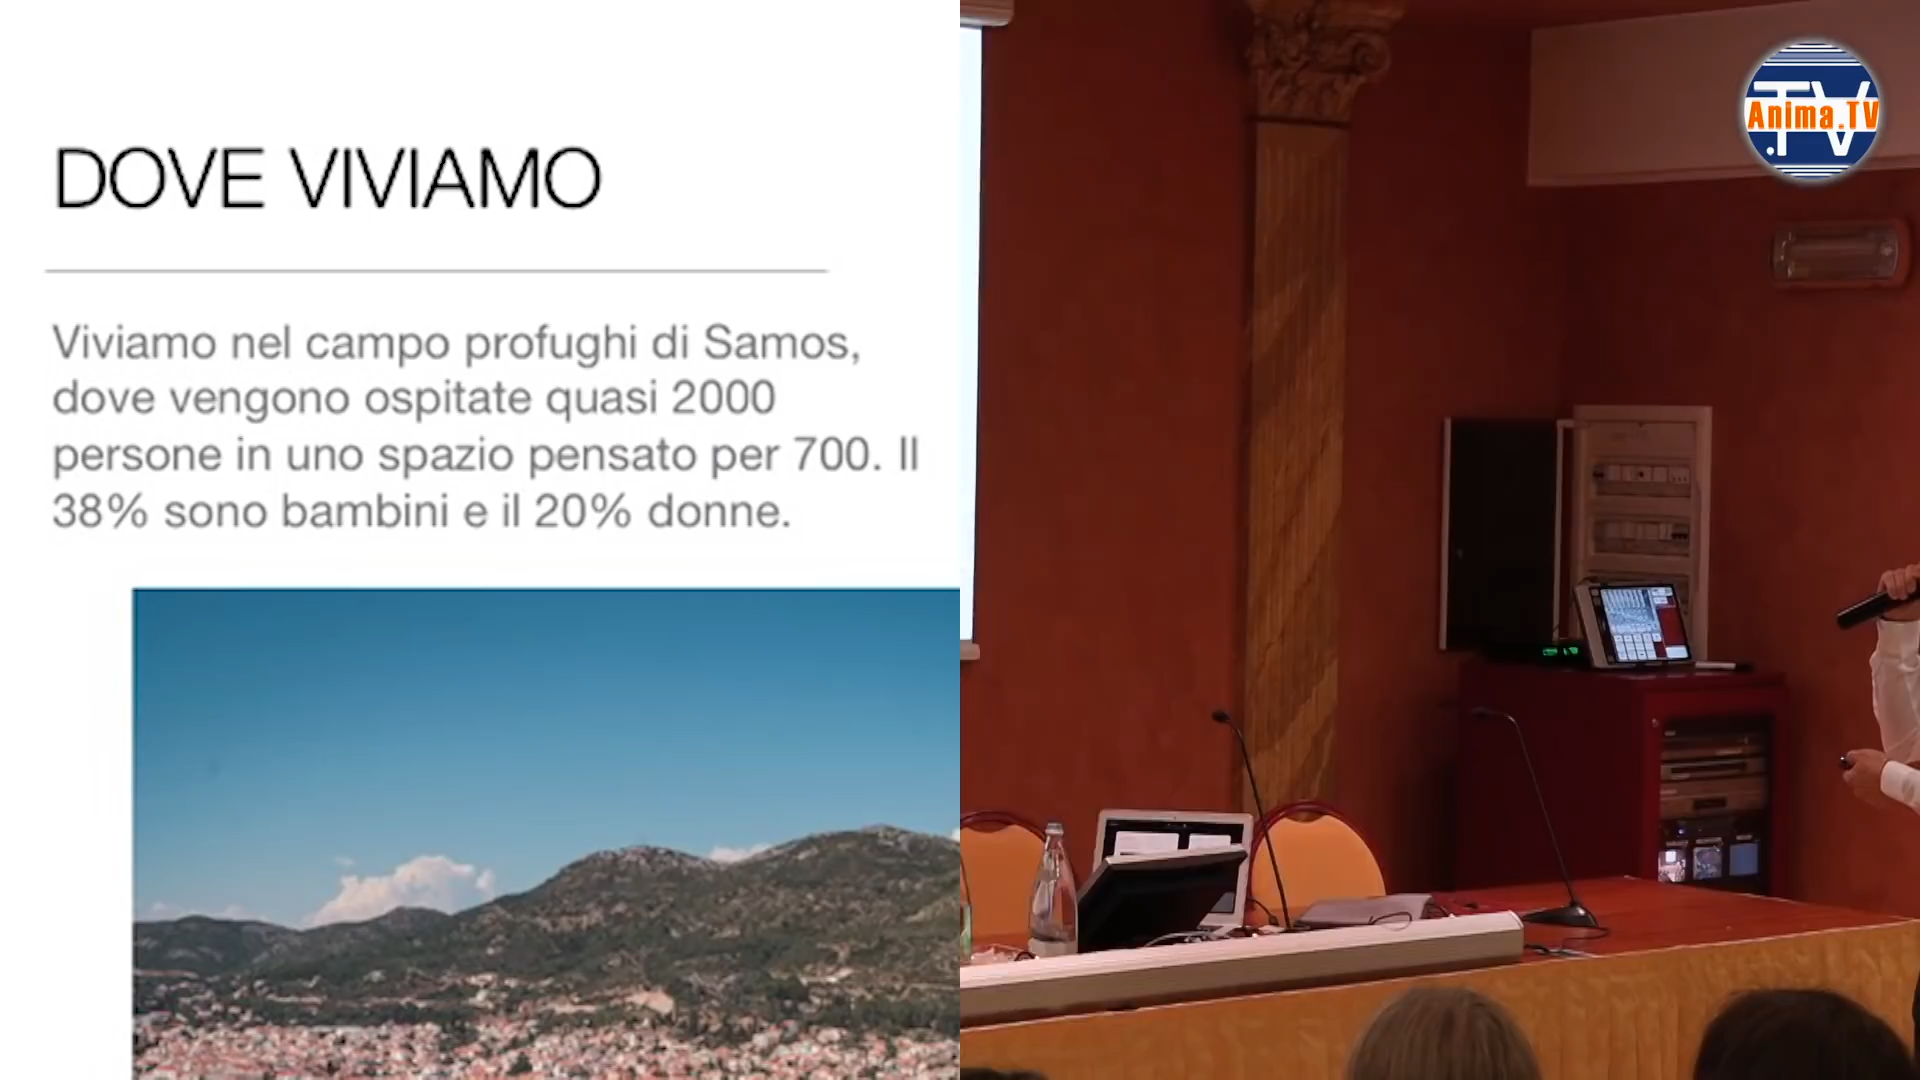 DOVE VIVIAMO
Viviamo nel campo profughi di Samos,
dove vengono ospitate quasi 2000
persone in uno spazio pensato per 700. Il
38% sono bambini e il 20% donne.
.TV
Anima.TV